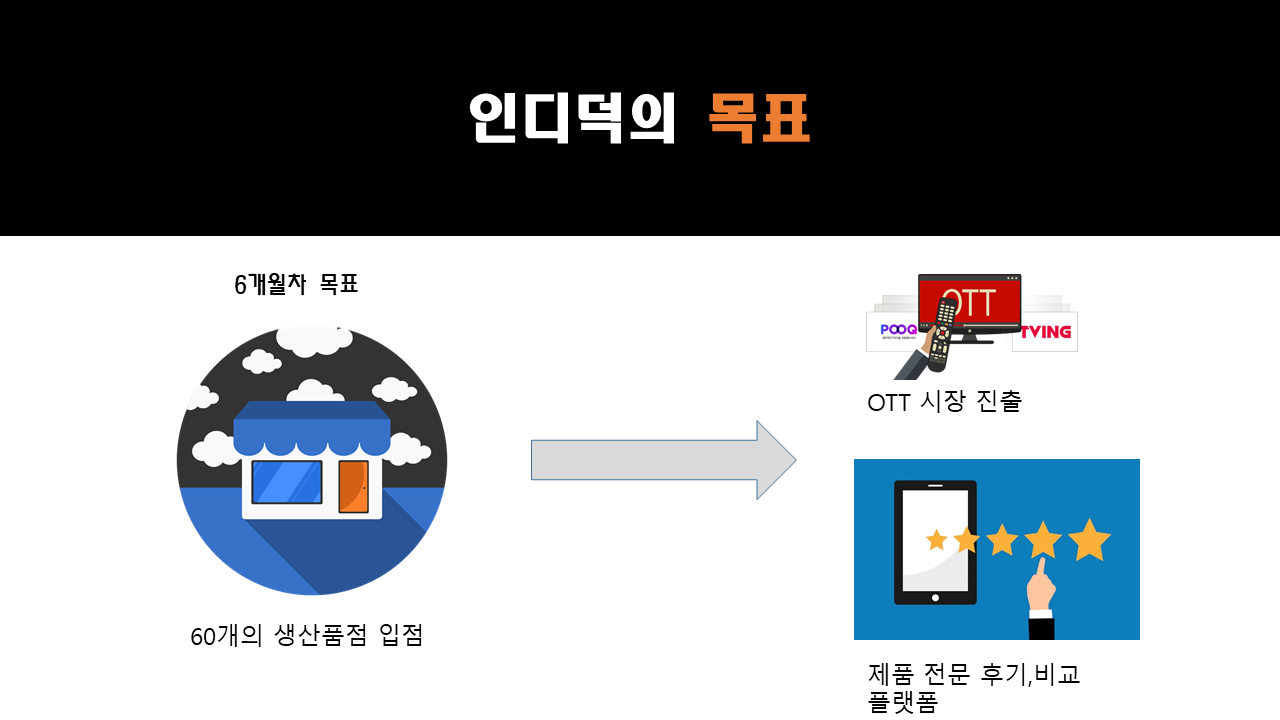 인디덕의 목표
6개월차 목표
60개의 생산품점 입점
OTT
POOQ
TVING
OTT 시장 진출
제품 전문 후기,비교
플랫폼